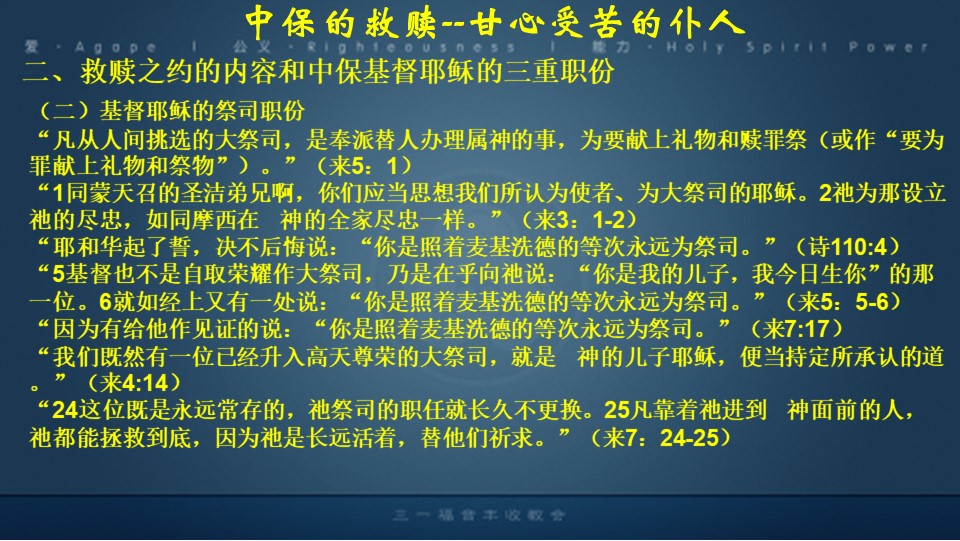 中保的救赎--甘心受苦的仆人
爱 · Agape | 公义 · Righteousness | 能力 · Holy Spirit Power
二、救赎之约的内容和中保基督耶稣的三重职份
（二）基督耶稣的祭司职份
“凡从人间挑选的大祭司，是奉派替人办理属神的事，为要献上礼物和赎罪祭（或作“要为
罪献上礼物和祭物”）。”（来5：1）
“1同蒙天召的圣洁弟兄啊，你们应当思想我们所认为使者、为大祭司的耶稣。2祂为那设立
祂的尽忠，如同摩西在　神的全家尽忠一样。”（来3：1-2）
“耶和华起了誓，决不后悔说：“你是照着麦基洗德的等次永远为祭司。”（诗110:4）
“5基督也不是自取荣耀作大祭司，乃是在乎向祂说：“你是我的儿子，我今日生你”的那
一位。6就如经上又有一处说：“你是照着麦基洗德的等次永远为祭司。”（来5：5-6）
“因为有给他作见证的说：“你是照着麦基洗德的等次永远为祭司。”（来7:17）
“我们既然有一位已经升入高天尊荣的大祭司，就是　神的儿子耶稣，便当持定所承认的道
。”（来4:14）
“24这位既是永远常存的，祂祭司的职任就长久不更换。25凡靠着祂进到　神面前的人，
祂都能拯救到底，因为祂是长远活着，替他们祈求。”（来7：24-25）
三一福音丰收教会